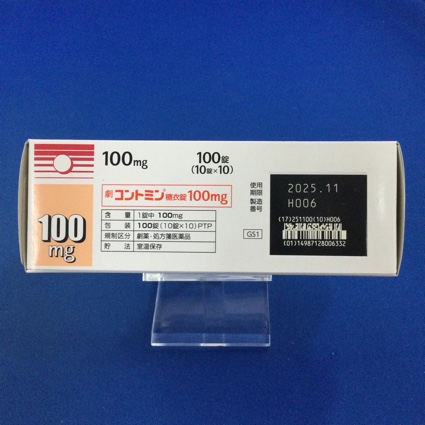 100mg 100錠
(10錠×10)
劇 コントミン糖衣錠100mg
含 量 1錠中 100mg
包 装 100錠(10錠×10)PTP
規制区分 劇薬・処方箋医薬品
貯 法 室温保存
100
mg
使用
期限
製造
番号
2025.11
H006
(17)251100(10)H006
(01)14987128006332
GS1